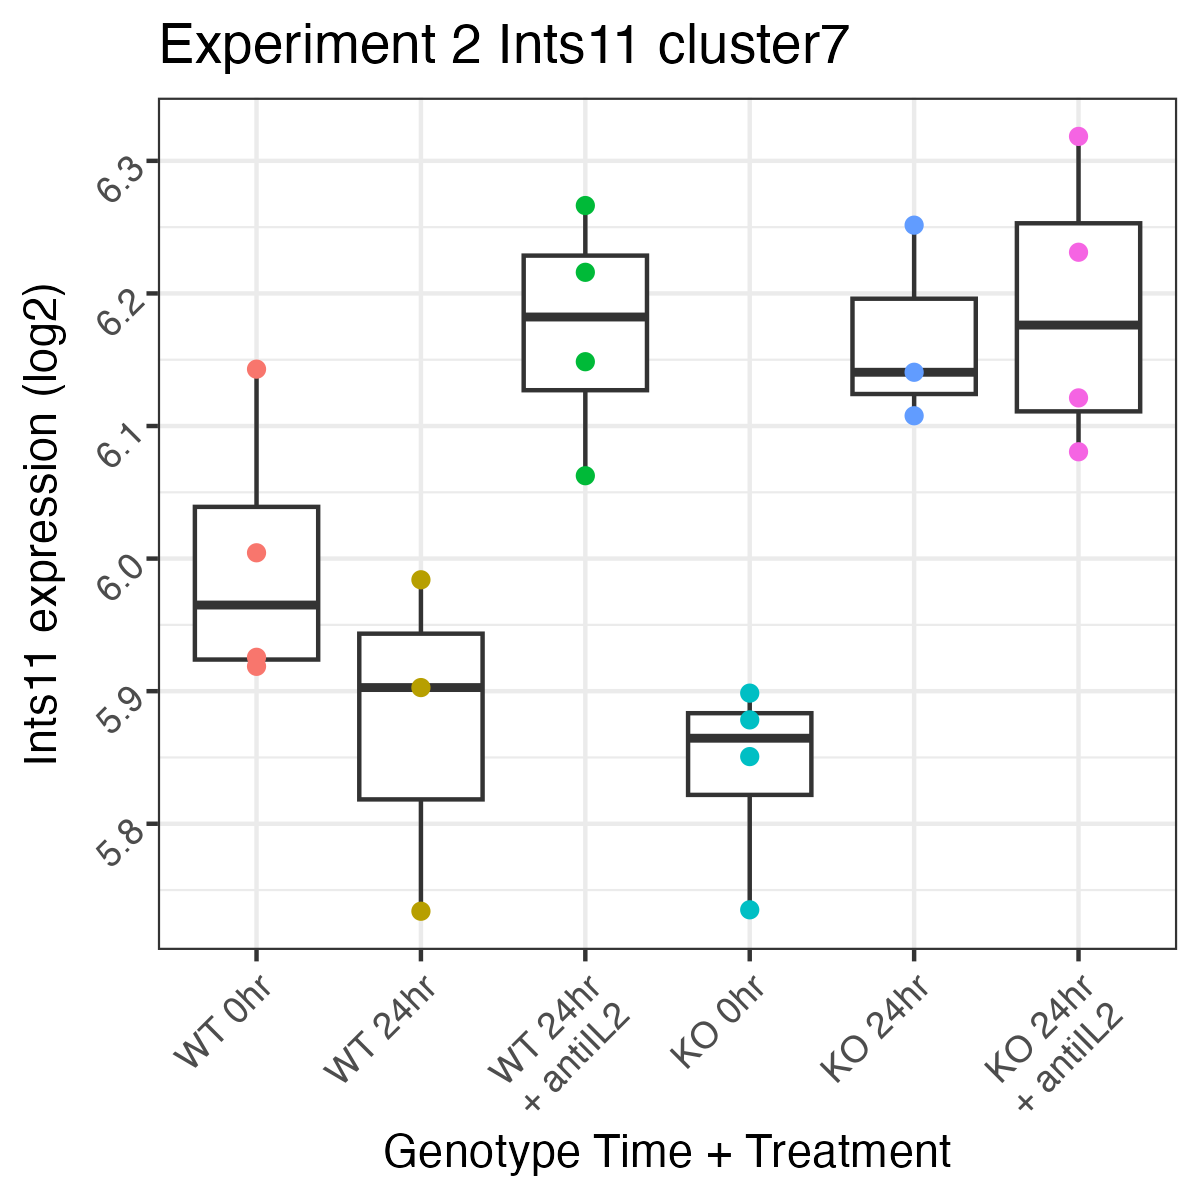 Experiment 2 Ints11 cluster7
Ints11 expression (log2)
6.3
6.2
6.1
6.0
5.9
5.8
WT 0hr
WT 24hr
WT 24hr
+ antiIL2
KO 0hr
KO 24hr
KO 24hr
+ antiIL2
Genotype Time + Treatment